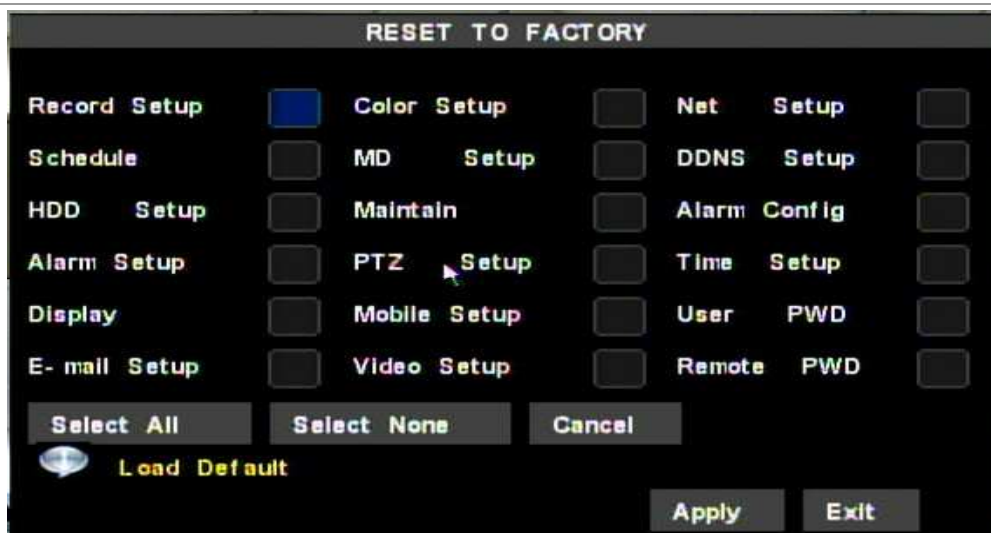 RESET TO FACTORY
Record Setup Color Setup Net Setup
Schedule MD Setup DDNS Setup
HDD Setup Maintain Alarm Config
Alarm Setup PTZ Setup Time Setup
Display Mobile Setup User PWD
E- mail Setup Video Setup Remote PWD
Select All Select None Cancel
Load Default
Apply Exit